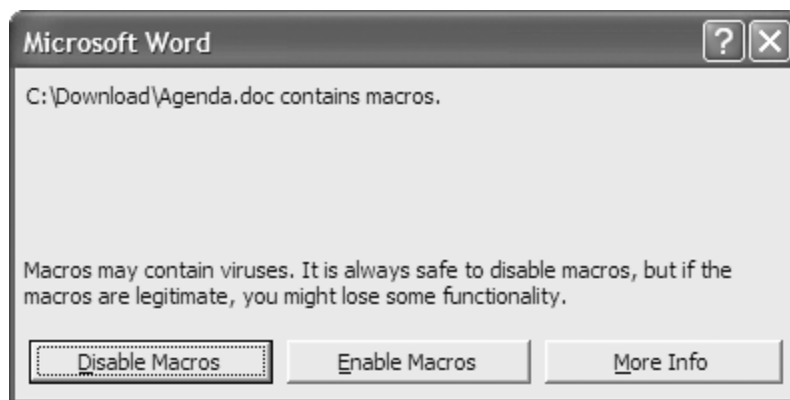 Microsoft Word
?
C:\Download\Agenda.doc contains macros.
Macros may contain viruses. It is always safe to disable macros, but if the
macros are legitimate, you might lose some functionality.
Disable Macros
Enable Macros
More Info